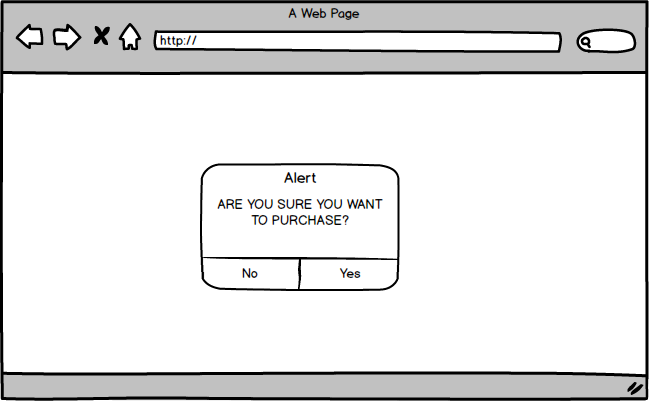 A Web Page
http://
Alert
ARE YOU SURE YOU WANT
TO PURCHASE?
No
Yes